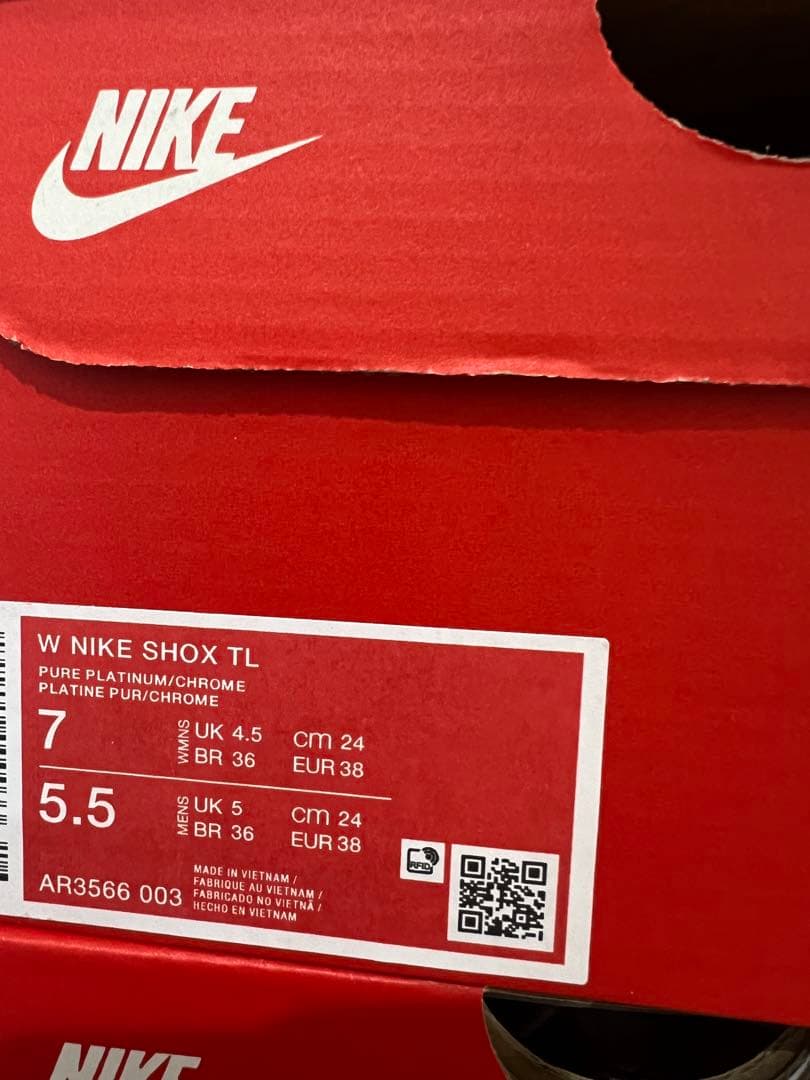 NIKE
W NIKE SHOX TL
PURE PLATINUM/CHROME
PLATINE PUR/CHROME
7
WMNS
UK 4.5 cm 24
BR 36 EUR 38
5.5
MENS
UK 5 cm 24
BR 36 EUR 38
AR3566 003
MADE IN VIETNAM /
FABRIQUE AU VIETNAM /
FABRICADO NO VIETNÃ /
HECHO EN VIETNAM
RFID
NIKE